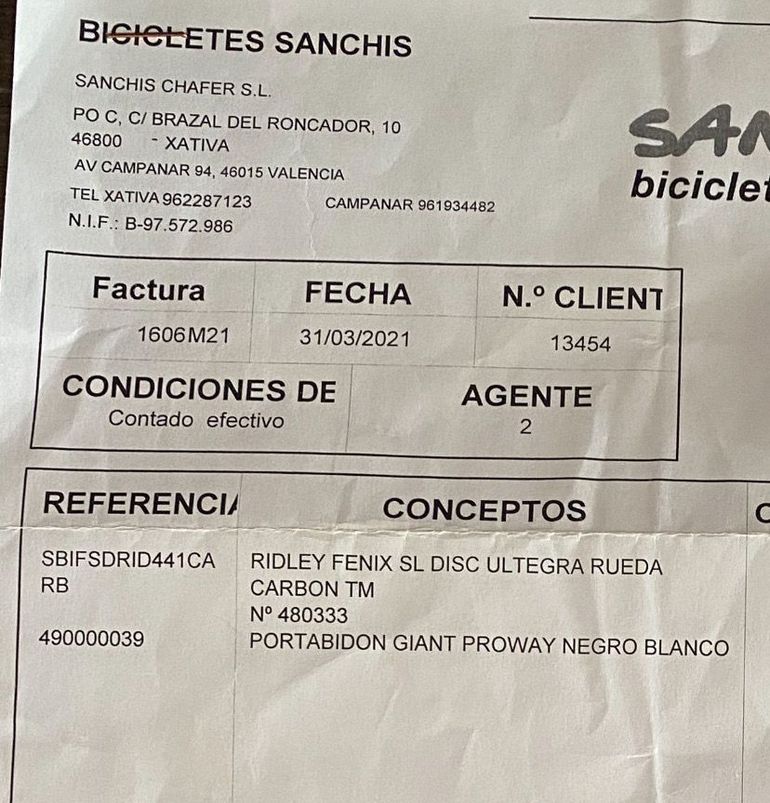 BICICLETES SANCHIS
SANCHIS CHAFER S.L.
PO C, C/ BRAZAL DEL RONCADOR, 10
46800 - XATIVA
AV CAMPANAR 94, 46015 VALENCIA
TEL XATIVA 962287123 CAMPANAR 961934482
N.I.F.: B-97.572.986
SAN
biciclet
Factura FECHA N.º CLIENT
1606M21 31/03/2021 13454
CONDICIONES DE AGENTE
Contado efectivo 2
REFERENCIA CONCEPTOS C
SBIFSDRID441CA RIDLEY FENIX SL DISC ULTEGRA RUEDA
RB CARBON TM
Nº 480333
490000039 PORTABIDON GIANT PROWAY NEGRO BLANCO